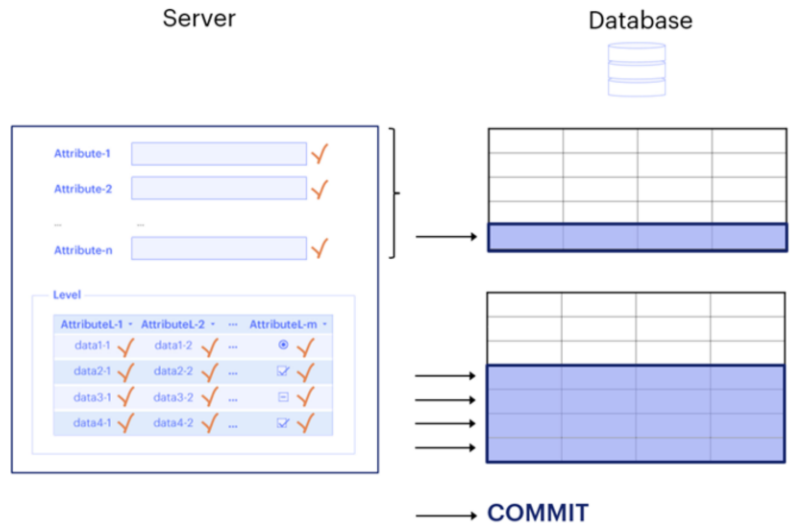 Server
Database
Attribute-1
Attribute-2
... ...
Attribute-n
Level
AttributeL-1 AttributeL-2 ... AttributeL-m
data1-1 data1-2 ...
data2-1 data2-2 ...
data3-1 data3-2 ...
data4-1 data4-2 ...
COMMIT